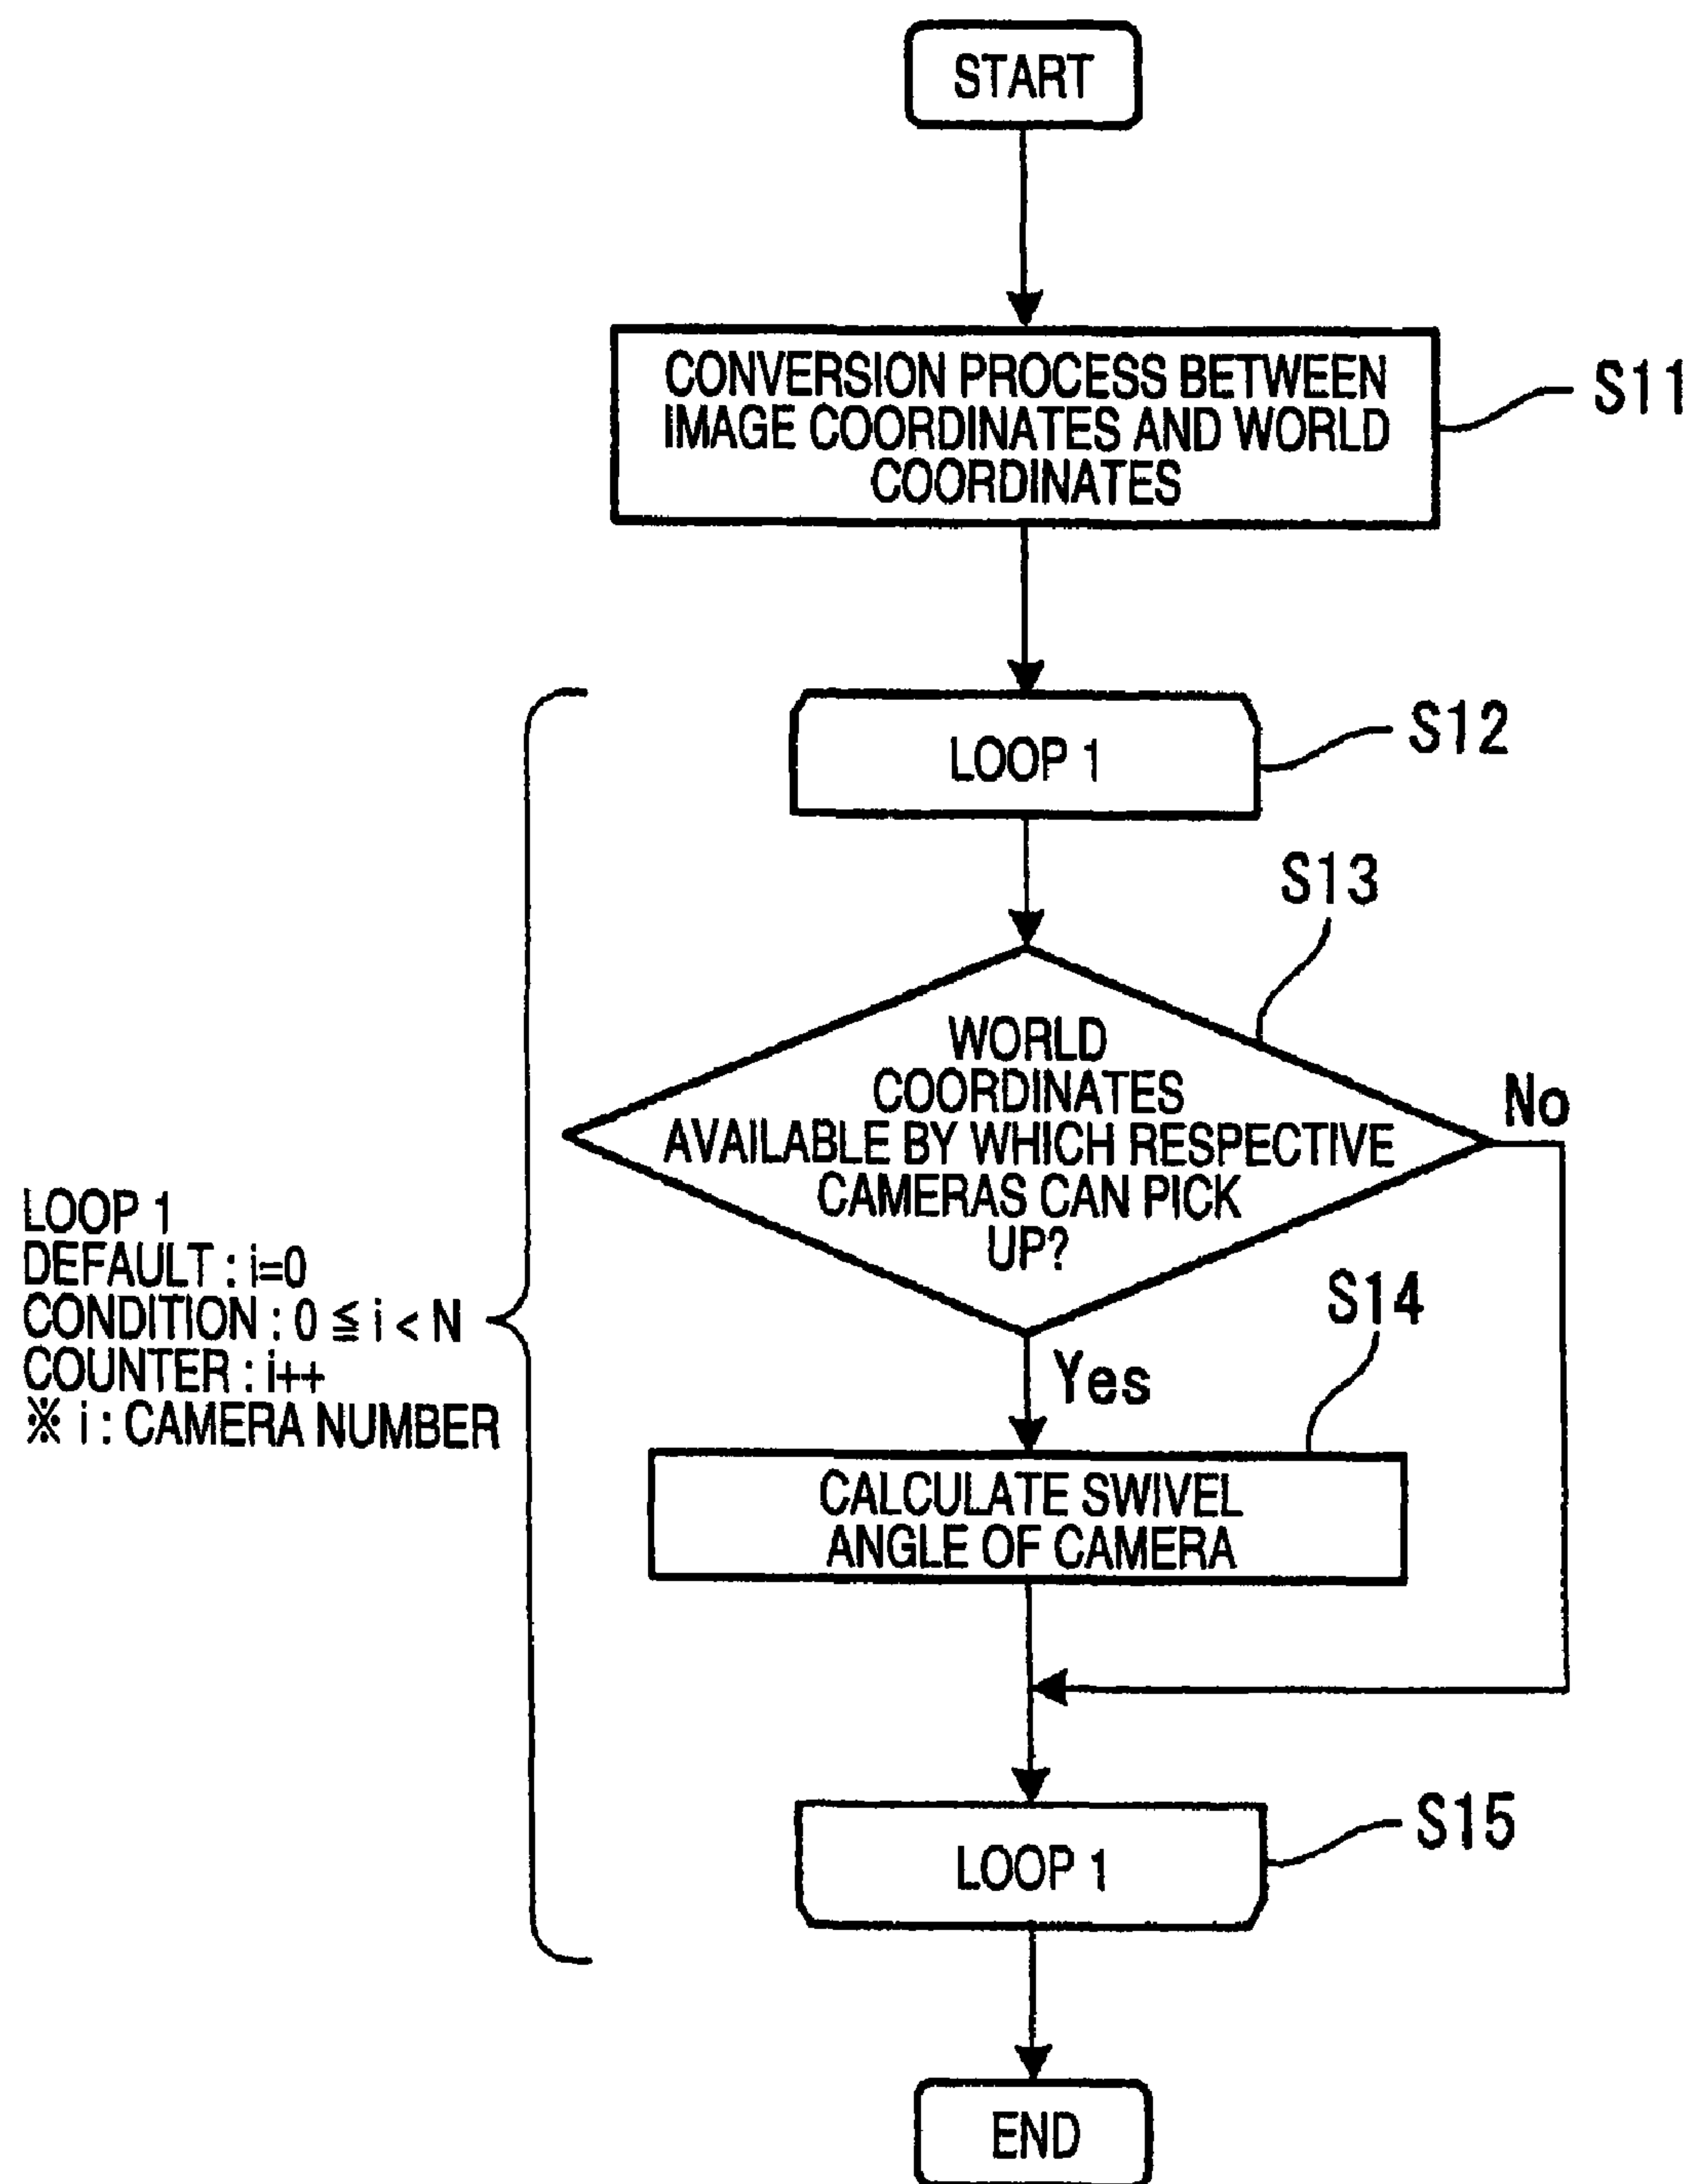 START
CONVERSION PROCESS BETWEEN
IMAGE COORDINATES AND WORLD
COORDINATES
S11
LOOP 1
S12
S13
WORLD
COORDINATES
AVAILABLE BY WHICH RESPECTIVE
CAMERAS CAN PICK
UP?
No
LOOP 1
DEFAULT : i=0
CONDITION : 0 ≦ i < N
COUNTER : i++
※ i : CAMERA NUMBER
Yes
S14
CALCULATE SWIVEL
ANGLE OF CAMERA
LOOP 1
S15
END